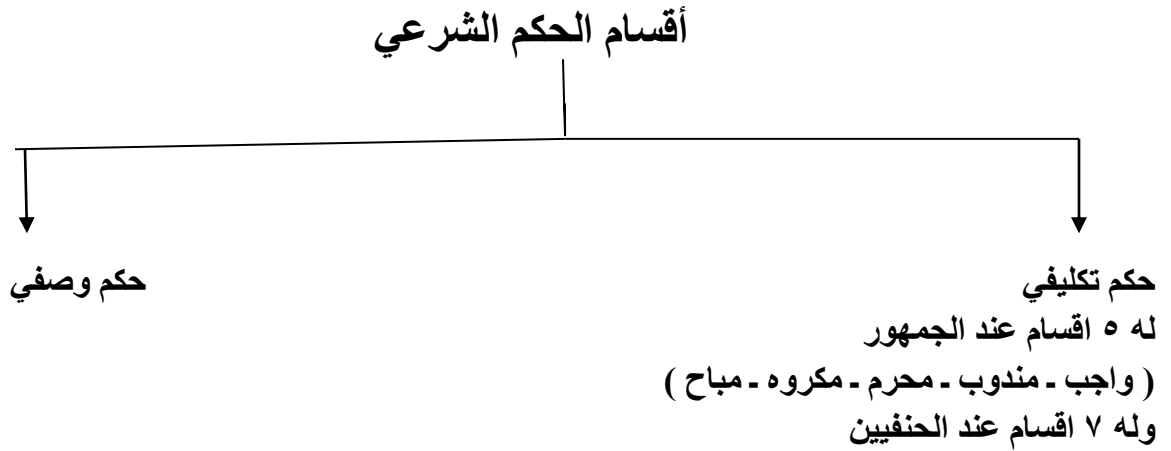 أقسام الحكم الشرعي
حكم تكليفي
له ٥ اقسام عند الجمهور
( واجب ـ مندوب ـ محرم ـ مكروه ـ مباح )
وله ٧ اقسام عند الحنفيين
حكم وصفي